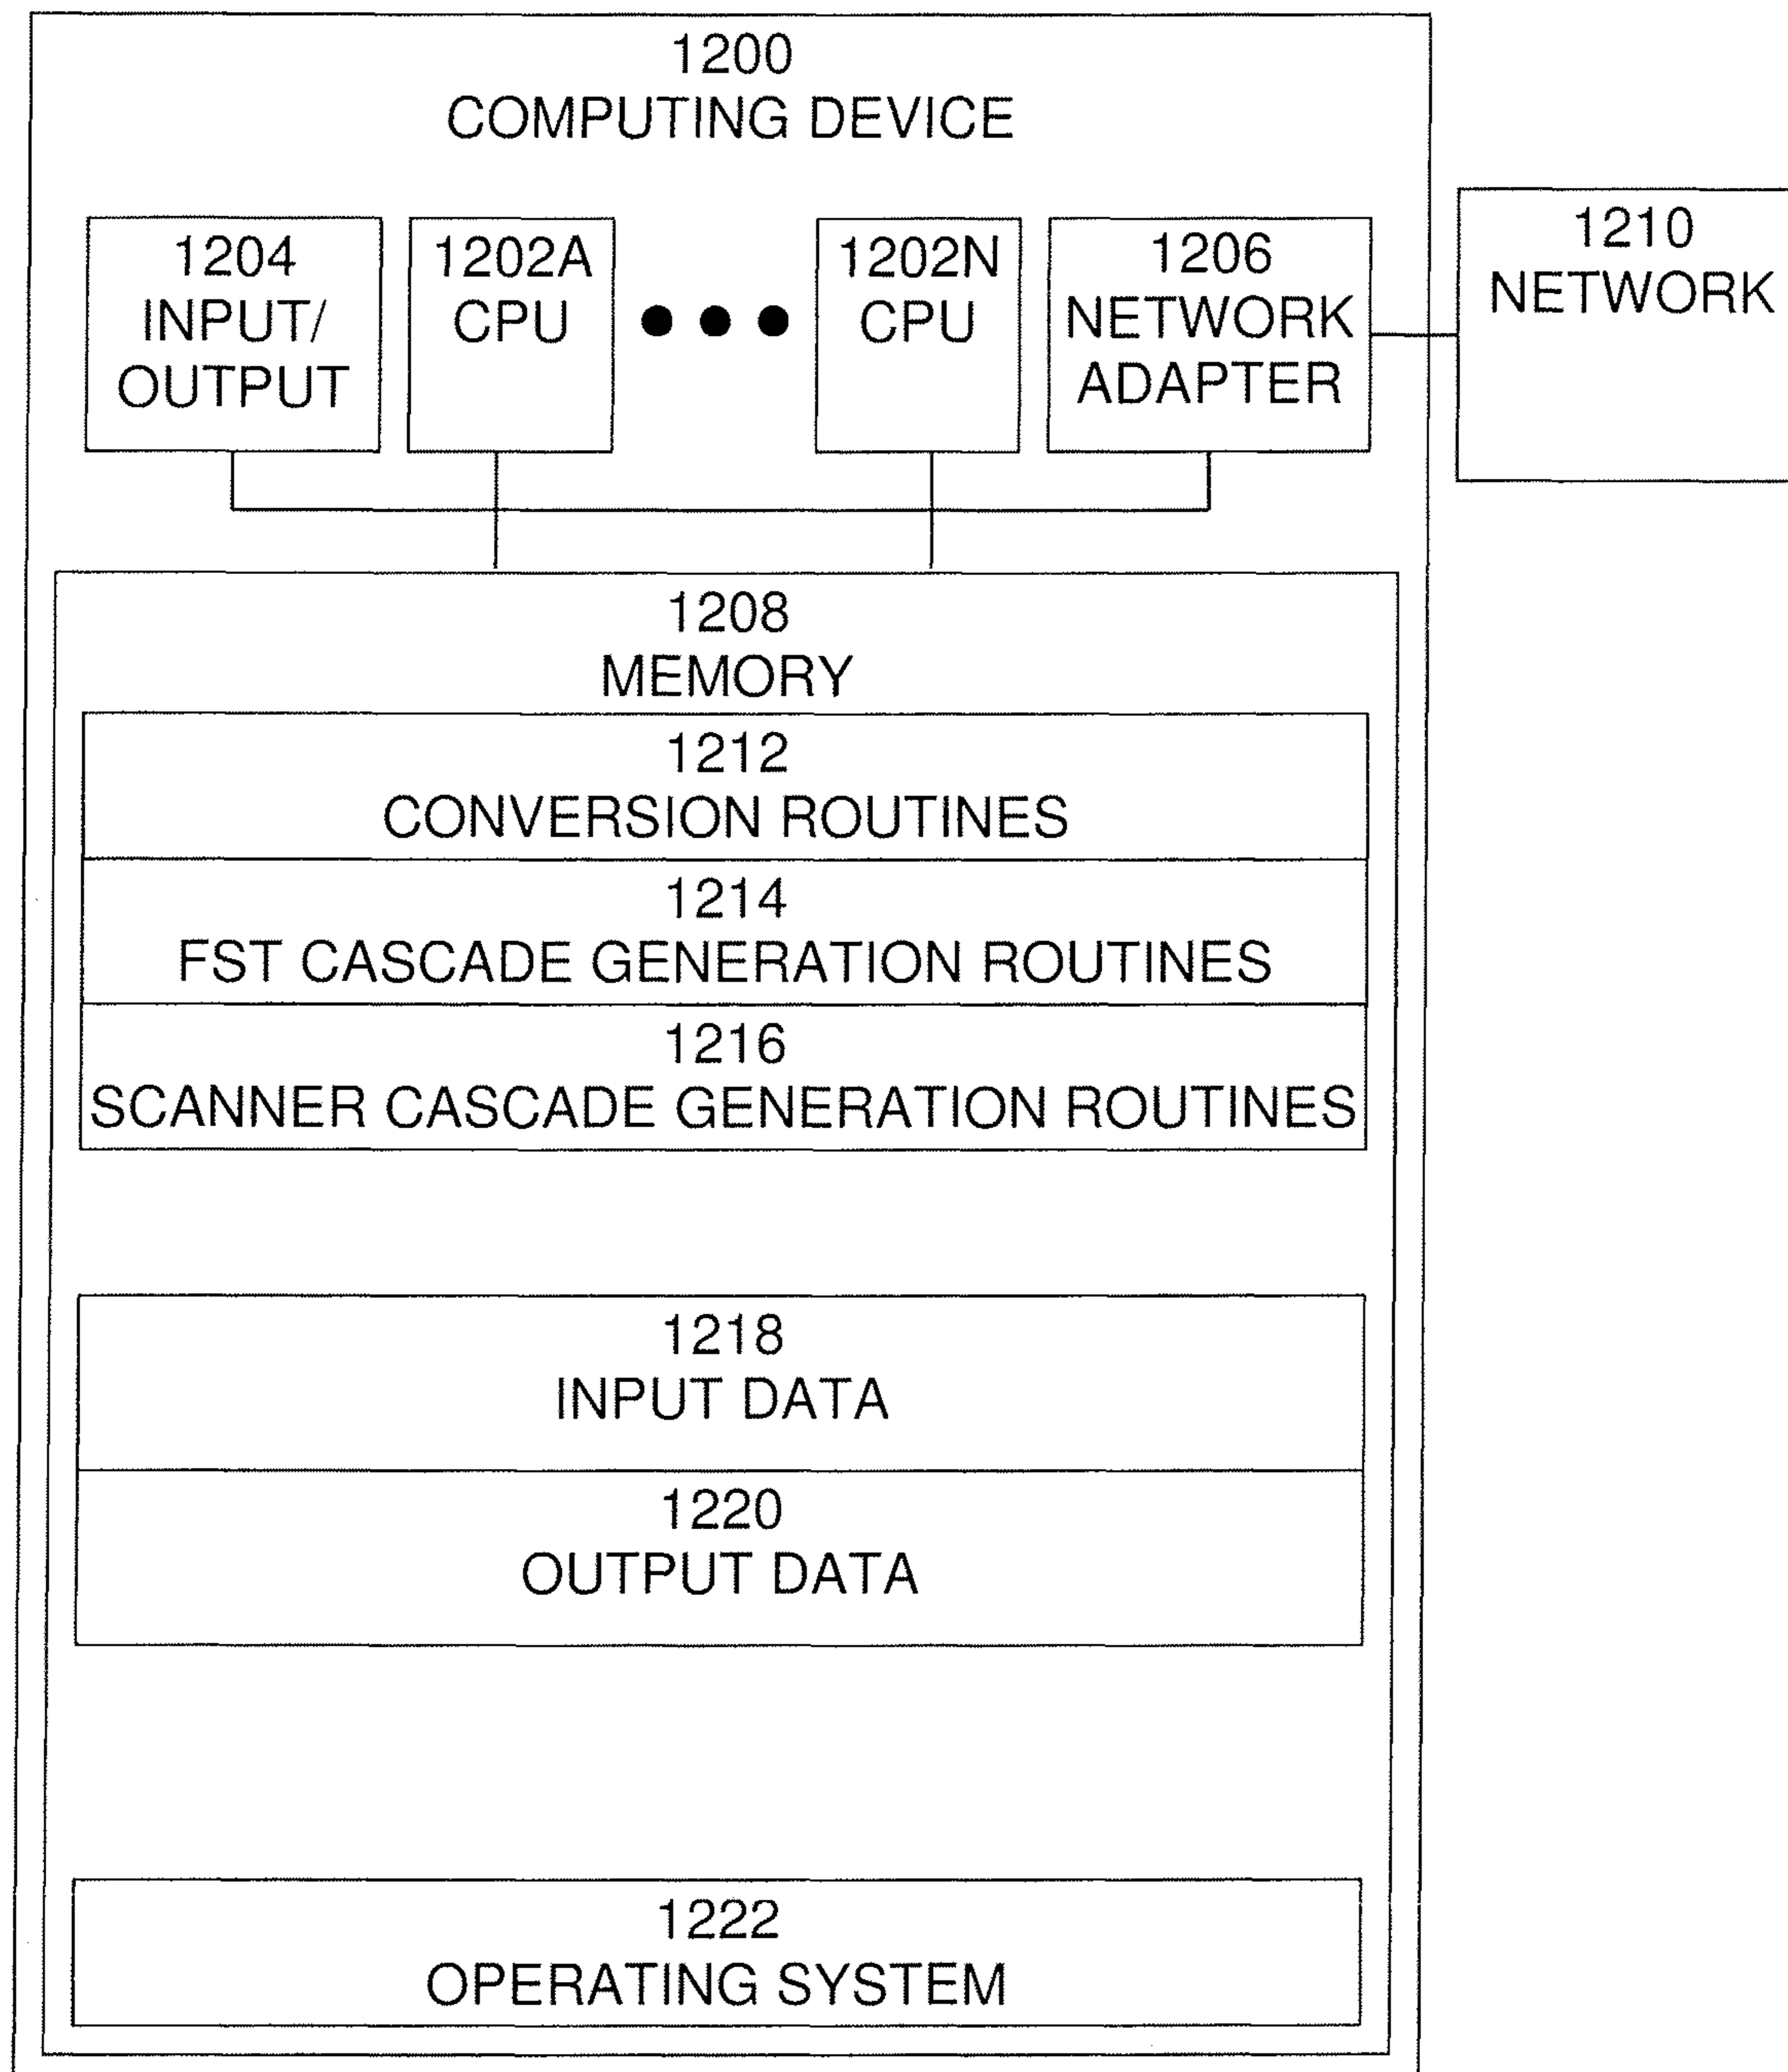 1200
COMPUTING DEVICE
1204
INPUT/
OUTPUT
1202A
CPU
1202N
CPU
1206
NETWORK
ADAPTER
1210
NETWORK
1208
MEMORY
1212
CONVERSION ROUTINES
1214
FST CASCADE GENERATION ROUTINES
1216
SCANNER CASCADE GENERATION ROUTINES
1218
INPUT DATA
1220
OUTPUT DATA
1222
OPERATING SYSTEM